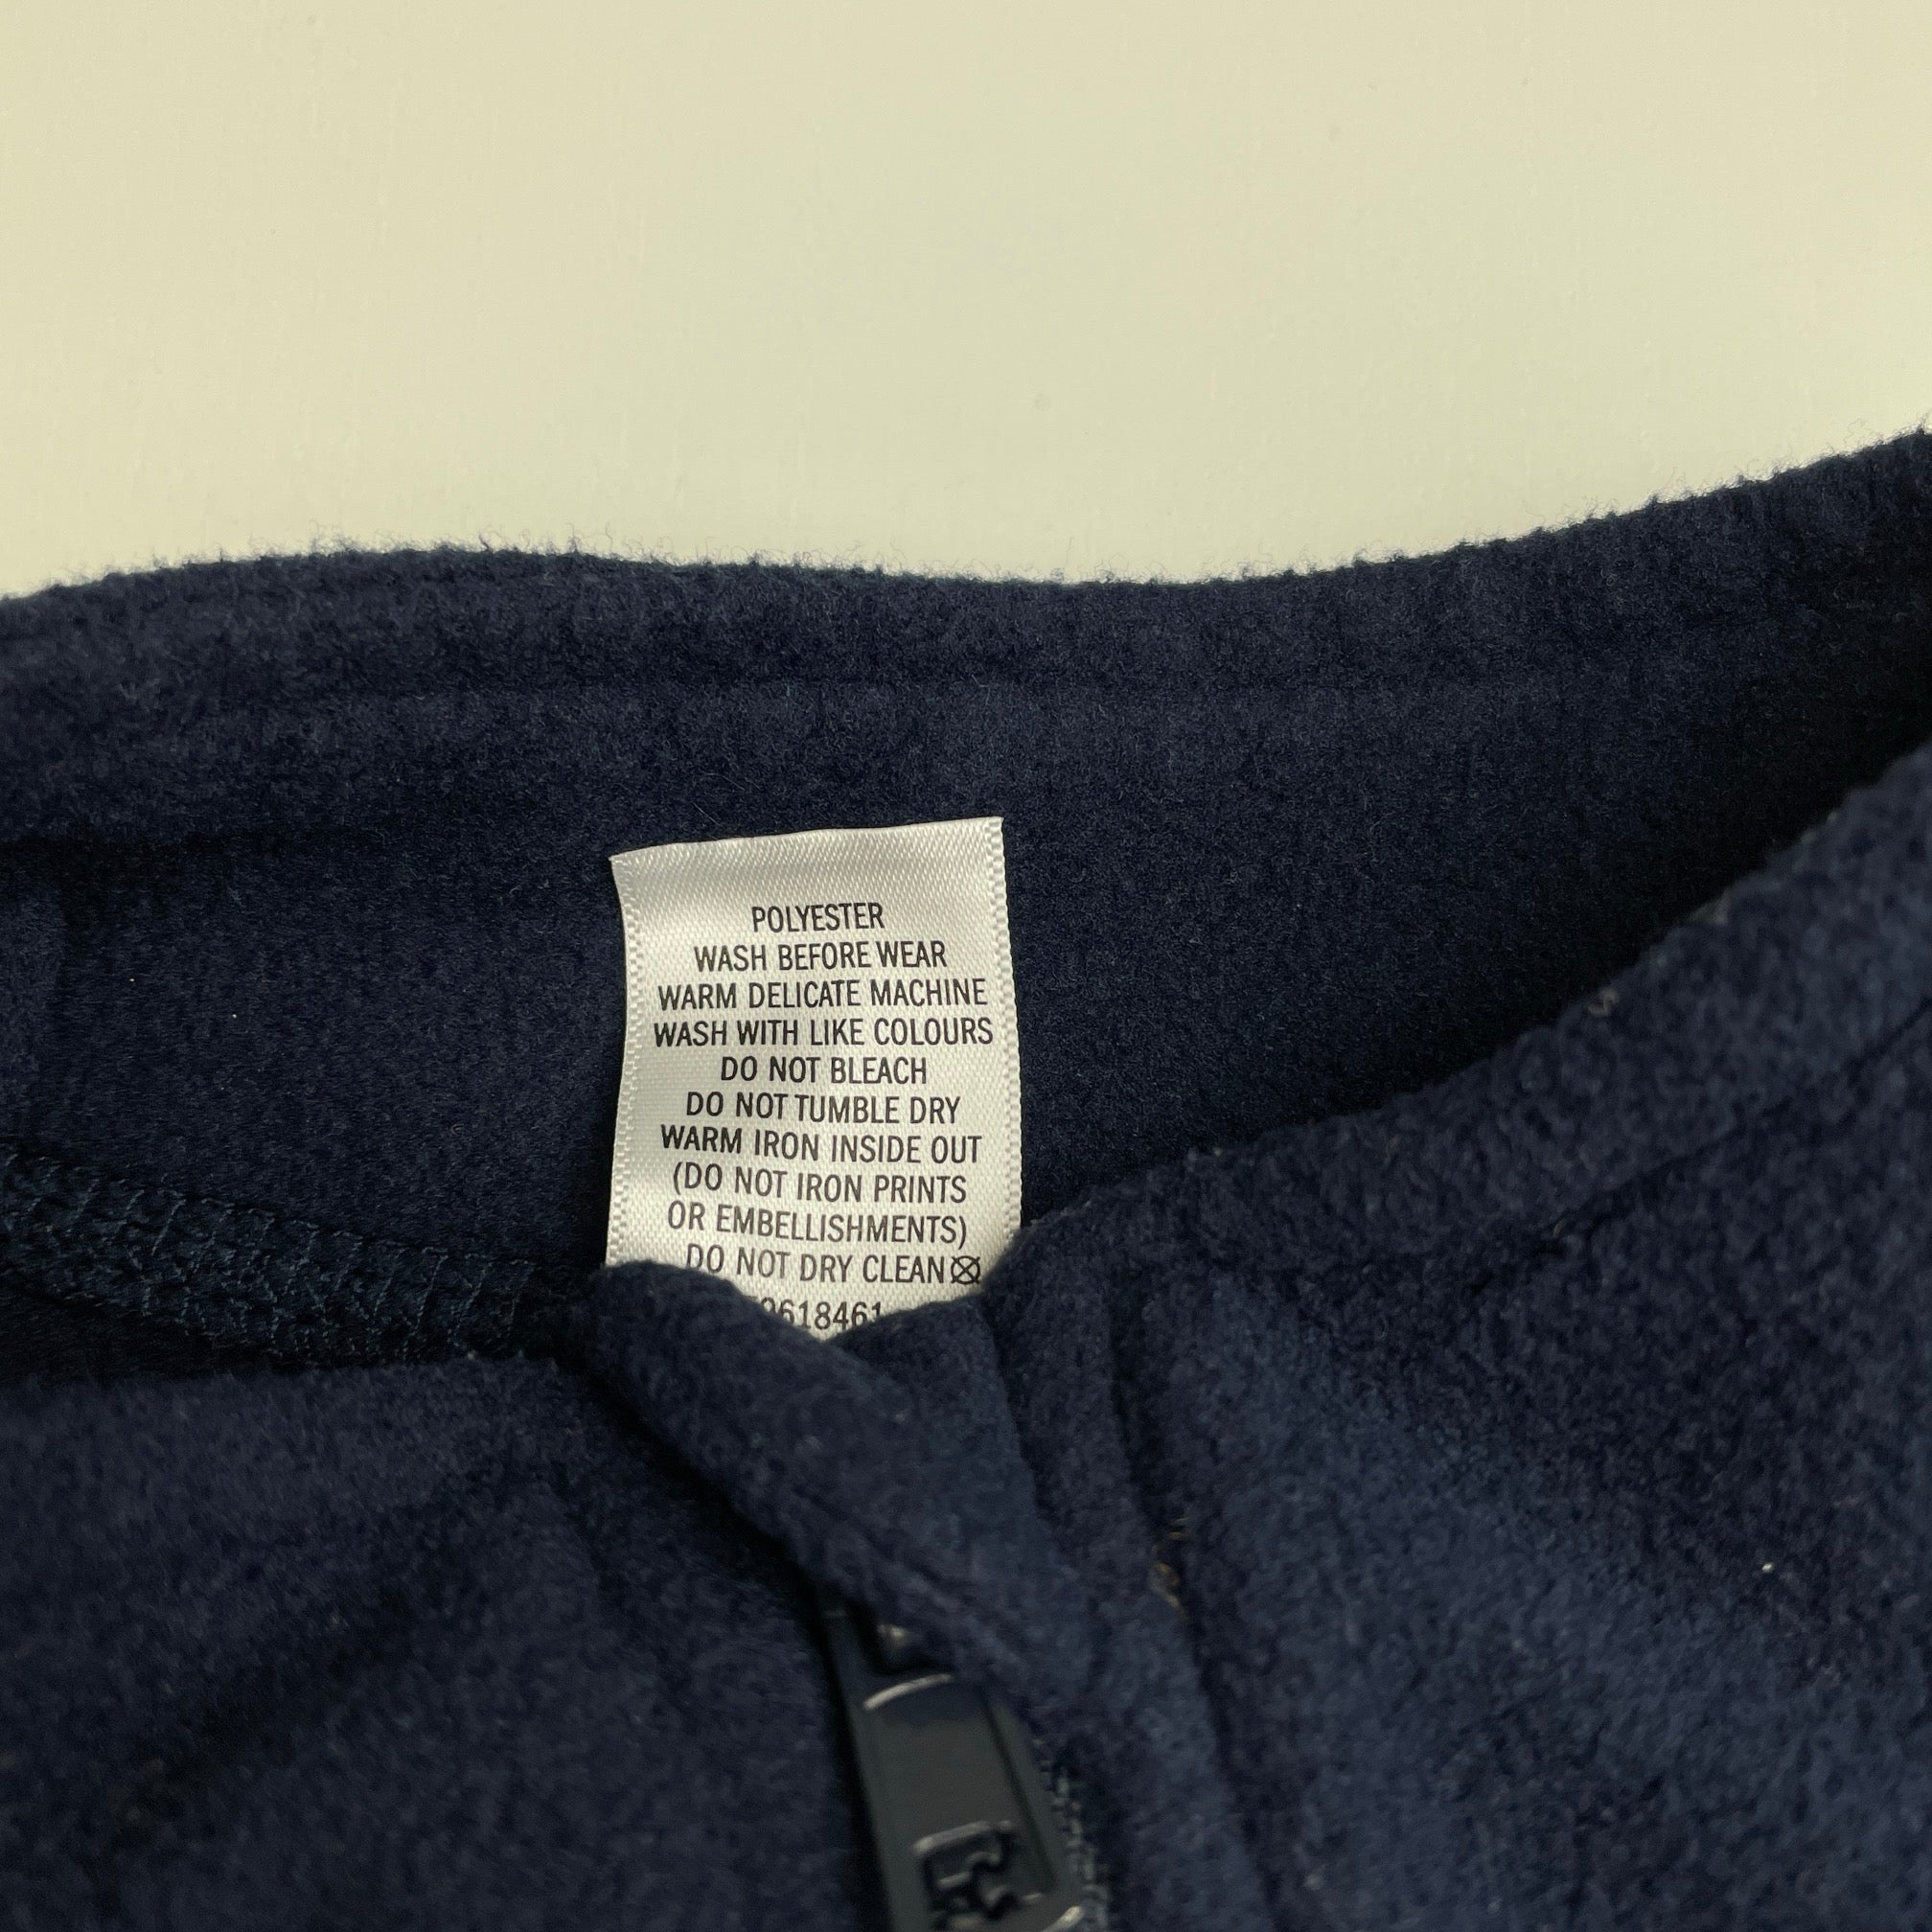 POLYESTER
WASH BEFORE WEAR
WARM DELICATE MACHINE
WASH WITH LIKE COLOURS
DO NOT BLEACH
DO NOT TUMBLE DRY
WARM IRON INSIDE OUT
(DO NOT IRON PRINTS
OR EMBELLISHMENTS)
DO NOT DRY CLEAN